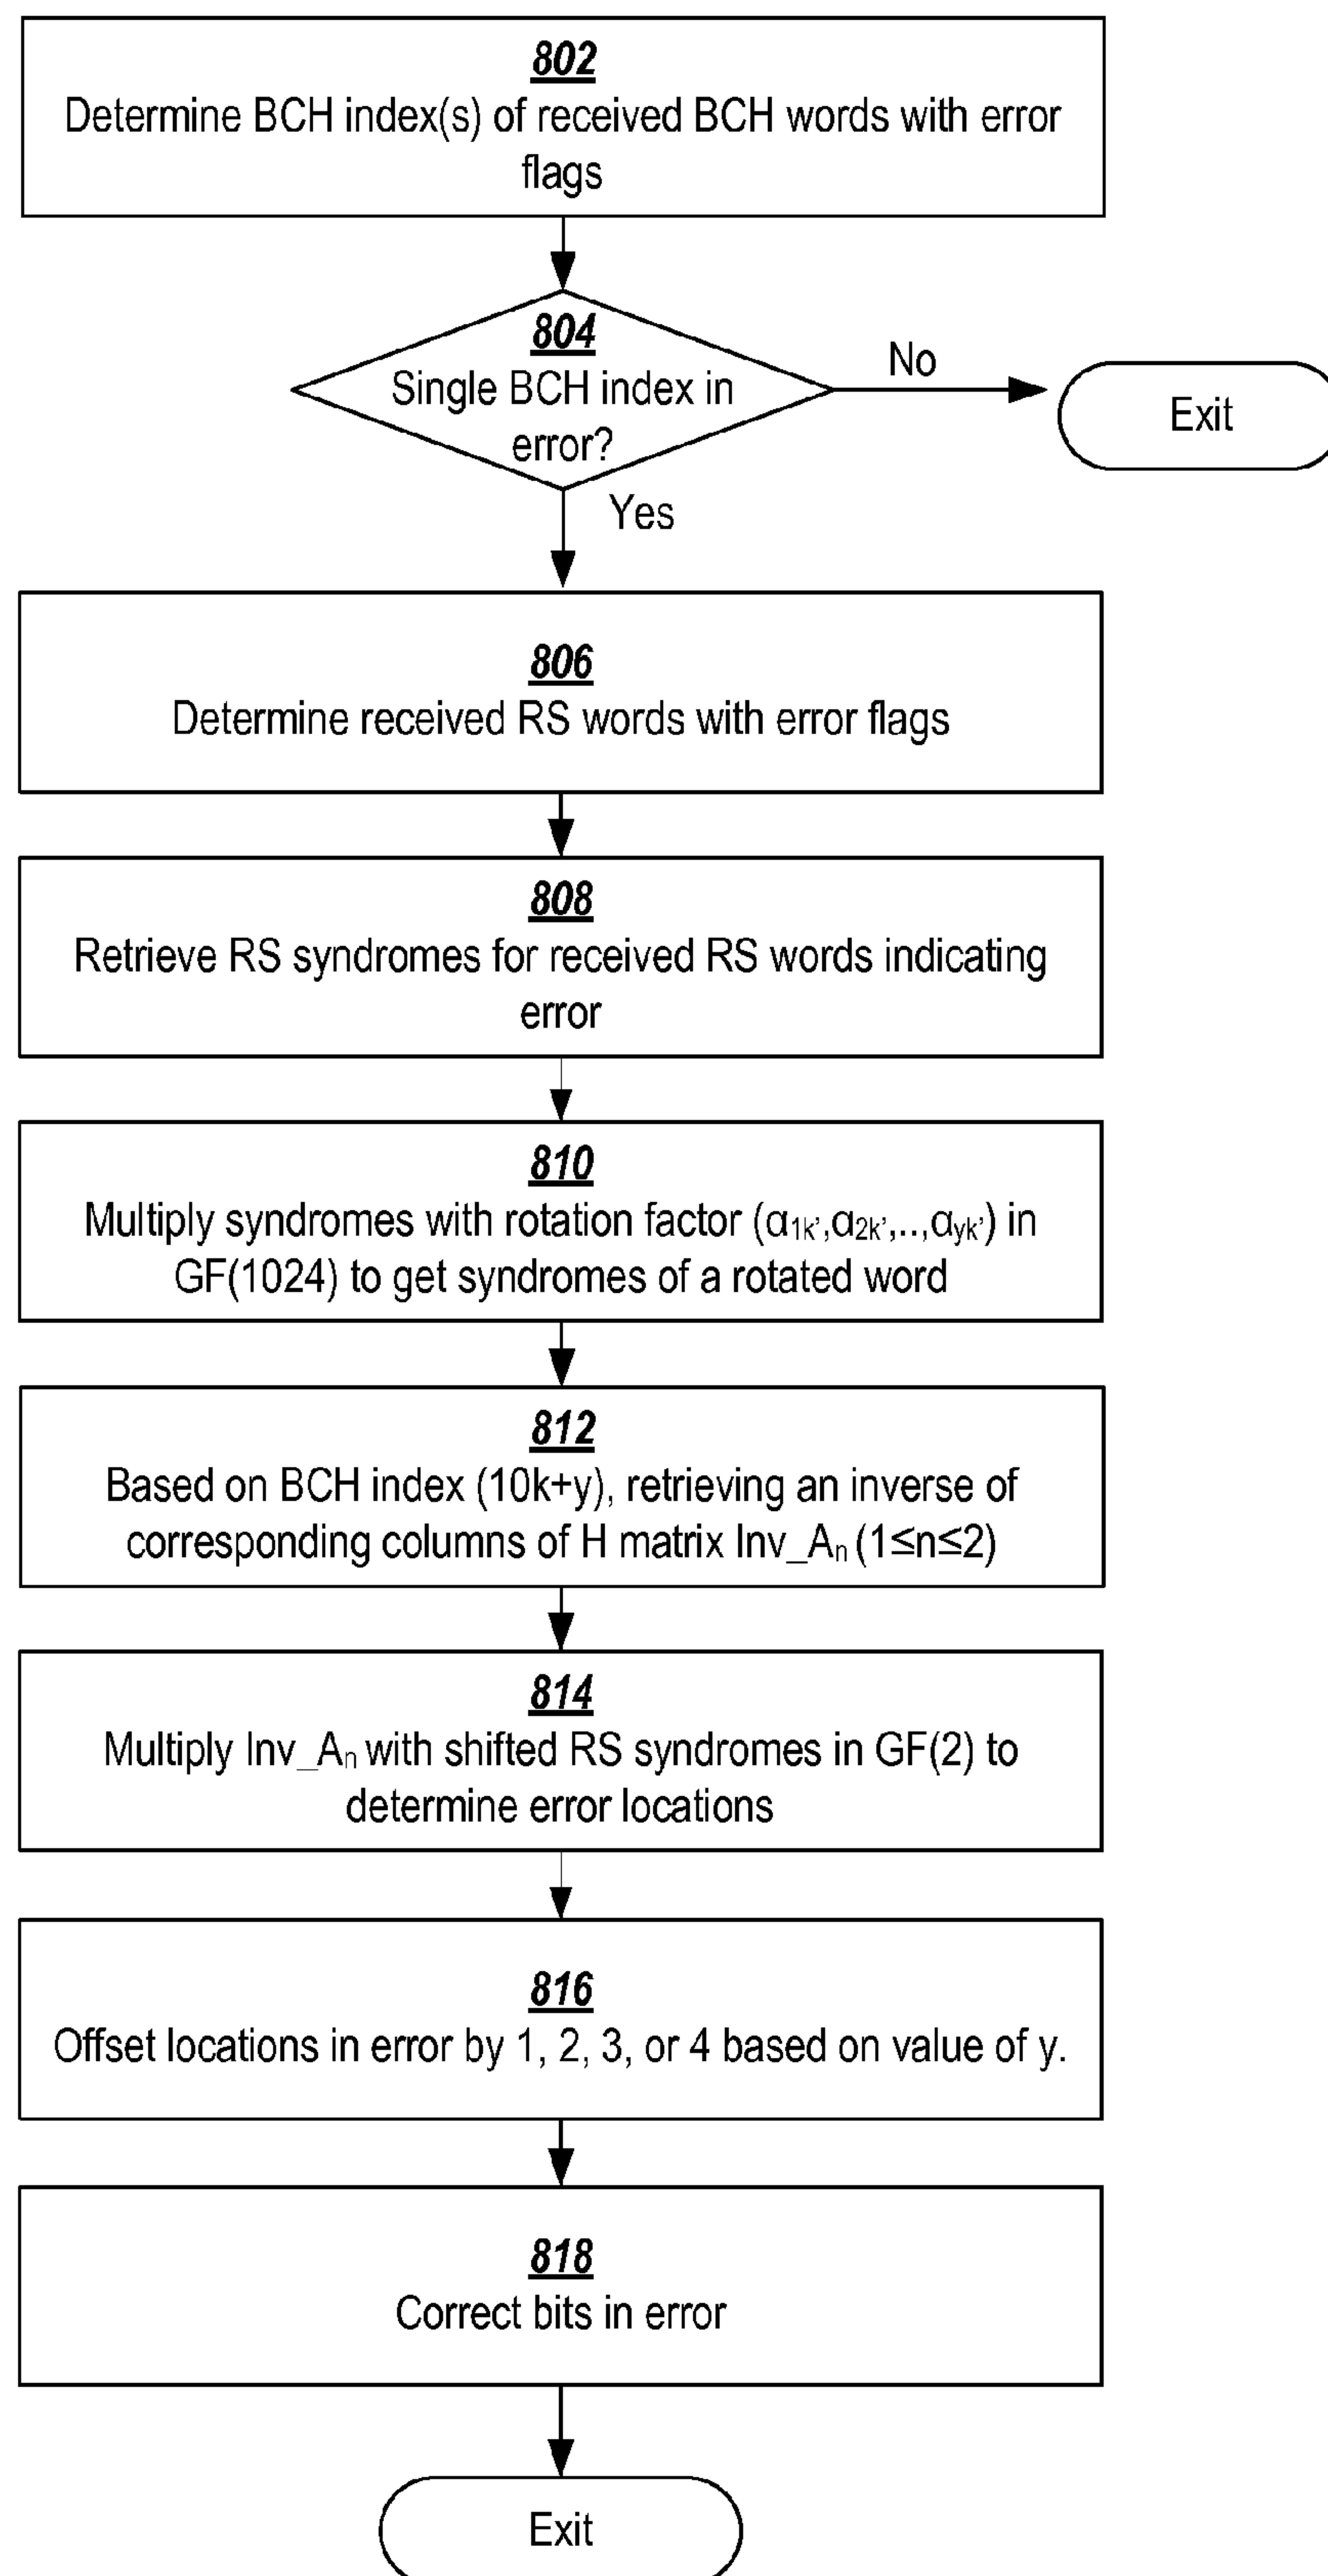 802
Determine BCH index(s) of received BCH words with error
flags
804
Single BCH index in
error?
No
Exit
Yes
806
Determine received RS words with error flags
808
Retrieve RS syndromes for received RS words indicating
error
810
Multiply syndromes with rotation factor (α1k’,α2k’,..,αyk’) in
GF(1024) to get syndromes of a rotated word
812
Based on BCH index (10k+y), retrieving an inverse of
corresponding columns of H matrix Inv_An (1≤n≤2)
814
Multiply Inv_An with shifted RS syndromes in GF(2) to
determine error locations
816
Offset locations in error by 1, 2, 3, or 4 based on value of y.
818
Correct bits in error
Exit